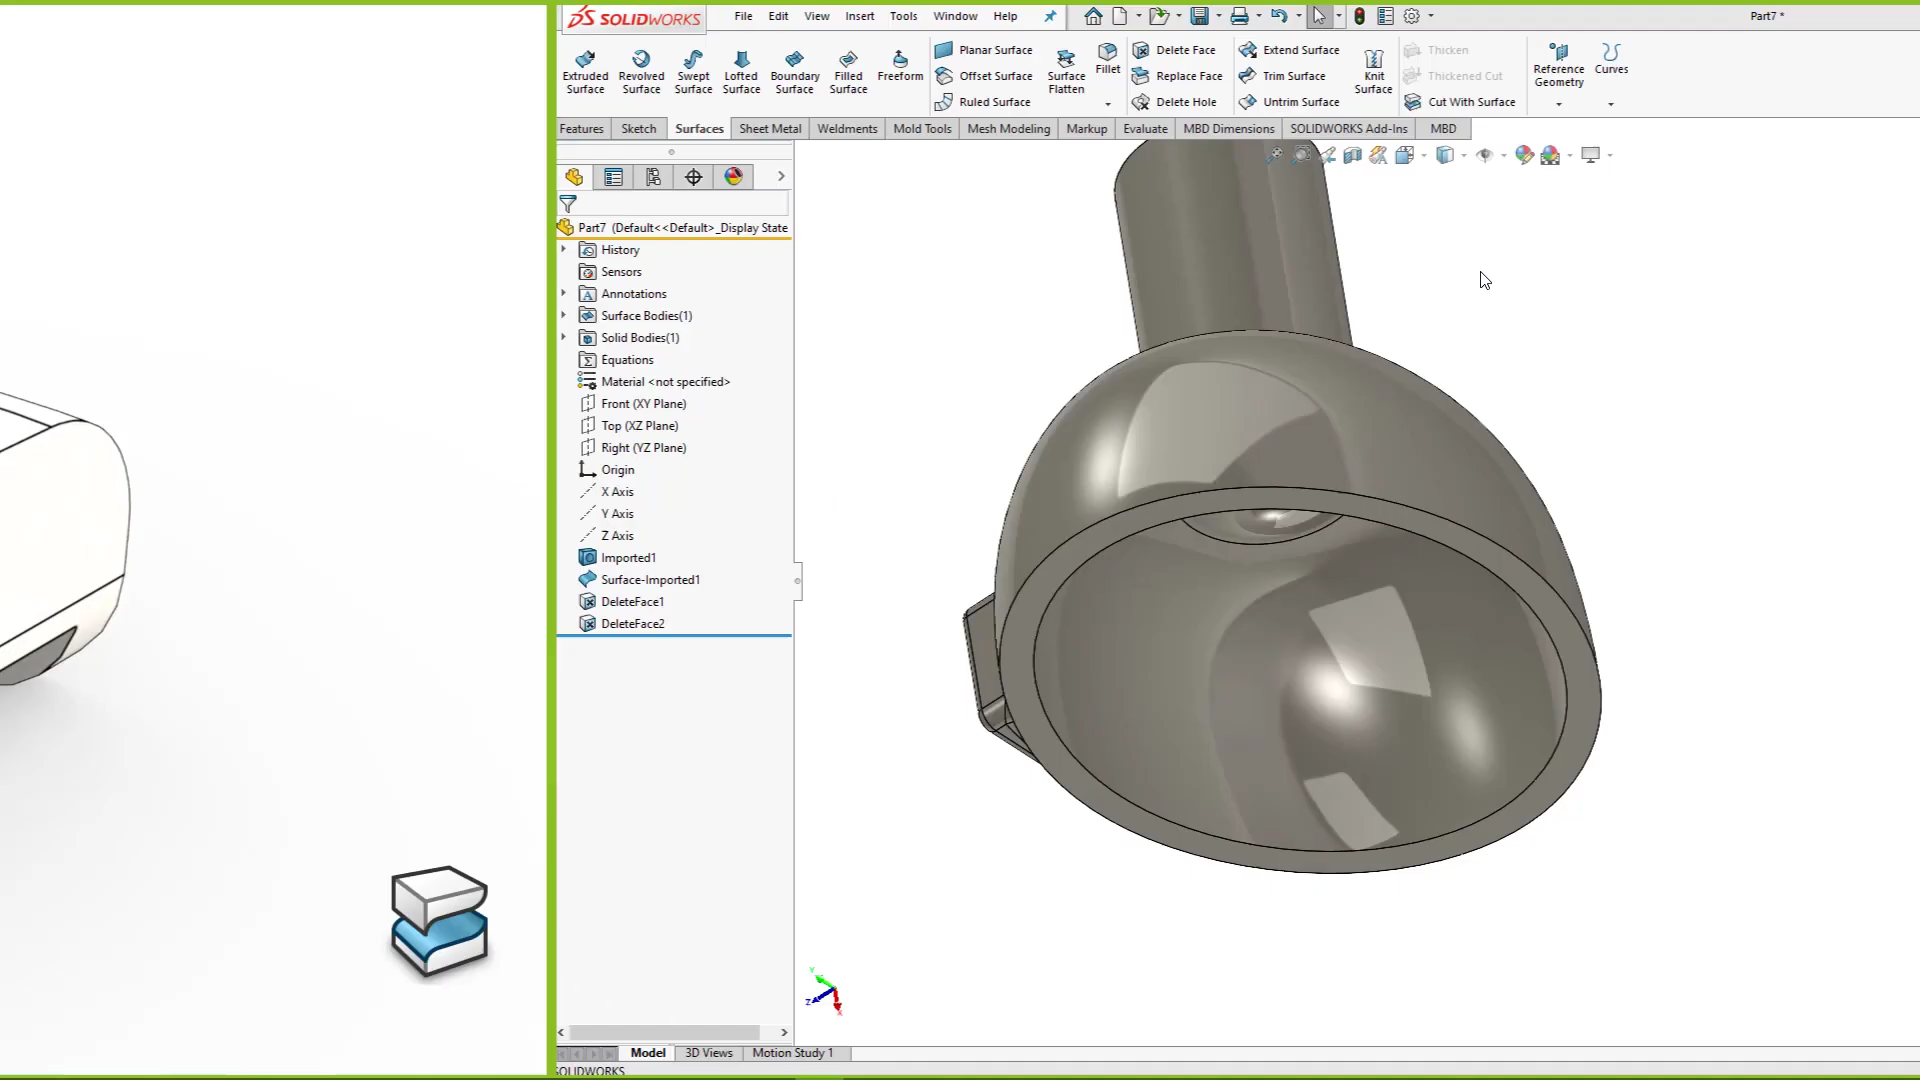 SOLIDWORKS File Edit View Insert Tools Window Help Part7 *
Extruded Surface
Revolved Surface
Swept Surface
Lofted Surface
Boundary Surface
Filled Surface
Freeform
Planar Surface
Offset Surface
Ruled Surface
Surface Flatten
Fillet
Delete Face
Replace Face
Delete Hole
Extend Surface
Trim Surface
Untrim Surface
Knit Surface
Thicken
Thickened Cut
Cut With Surface
Reference Geometry
Curves
Features Sketch Surfaces Sheet Metal Weldments Mold Tools Mesh Modeling Markup Evaluate MBD Dimensions SOLIDWORKS Add-Ins MBD
Part7 (Default<<Default>_Display State
History
Sensors
Annotations
Surface Bodies(1)
Solid Bodies(1)
Equations
Material <not specified>
Front (XY Plane)
Top (XZ Plane)
Right (YZ Plane)
Origin
X Axis
Y Axis
Z Axis
Imported1
Surface-Imported1
DeleteFace1
DeleteFace2
Y
Z
X
Model 3D Views Motion Study 1
SOLIDWORKS